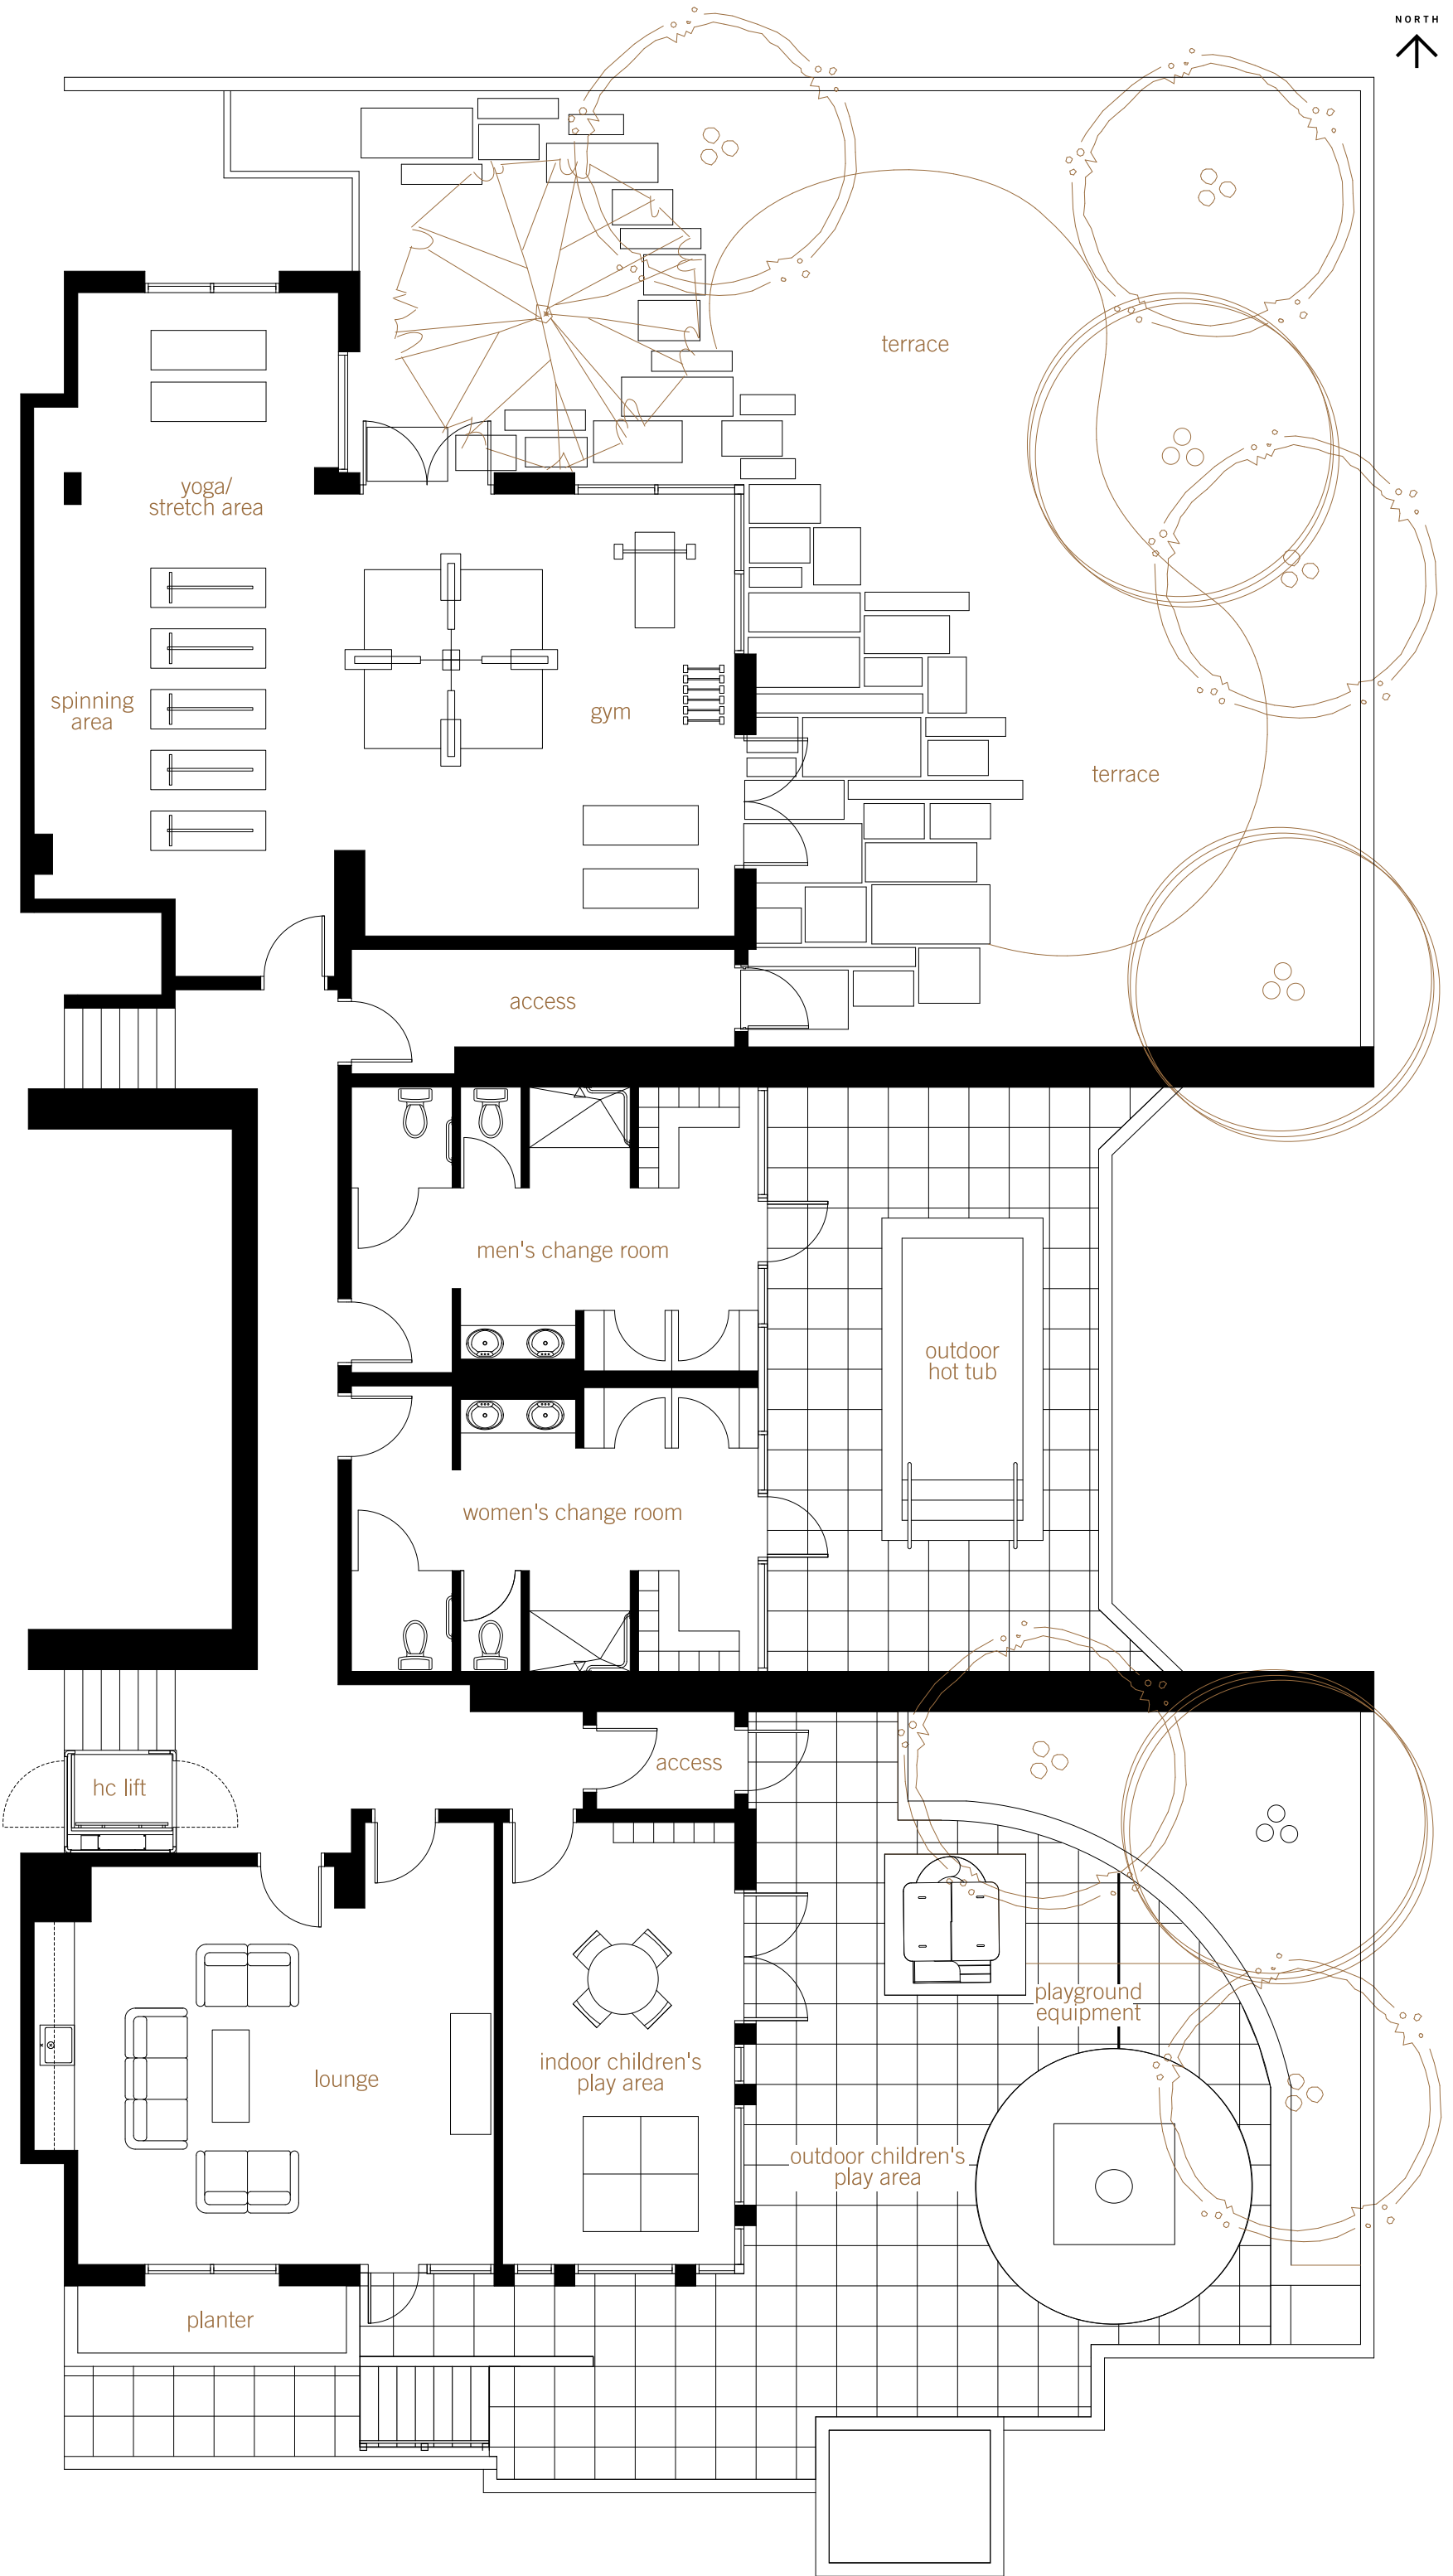 NORTH
terrace
yoga/
stretch area
spinning
area
gym
terrace
access
men's change room
outdoor
hot tub
women's change room
access
hc lift
playground
equipment
indoor children's
play area
lounge
outdoor children's
play area
planter